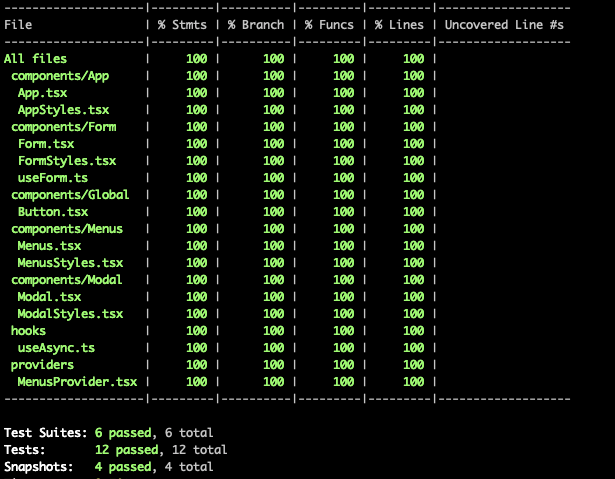 --------------------|----------|----------|----------|----------|-------------------
File                |  % Stmts | % Branch |  % Funcs |  % Lines | Uncovered Line #s
--------------------|----------|----------|----------|----------|-------------------
All files           |      100 |      100 |      100 |      100 |
 components/App     |      100 |      100 |      100 |      100 |
  App.tsx           |      100 |      100 |      100 |      100 |
  AppStyles.tsx     |      100 |      100 |      100 |      100 |
 components/Form    |      100 |      100 |      100 |      100 |
  Form.tsx          |      100 |      100 |      100 |      100 |
  FormStyles.tsx    |      100 |      100 |      100 |      100 |
  useForm.ts        |      100 |      100 |      100 |      100 |
 components/Global  |      100 |      100 |      100 |      100 |
  Button.tsx        |      100 |      100 |      100 |      100 |
 components/Menus   |      100 |      100 |      100 |      100 |
  Menus.tsx         |      100 |      100 |      100 |      100 |
  MenusStyles.tsx   |      100 |      100 |      100 |      100 |
 components/Modal   |      100 |      100 |      100 |      100 |
  Modal.tsx         |      100 |      100 |      100 |      100 |
  ModalStyles.tsx   |      100 |      100 |      100 |      100 |
 hooks              |      100 |      100 |      100 |      100 |
  useAsync.ts       |      100 |      100 |      100 |      100 |
 providers          |      100 |      100 |      100 |      100 |
  MenusProvider.tsx |      100 |      100 |      100 |      100 |
--------------------|----------|----------|----------|----------|-------------------
Test Suites: 6 passed, 6 total
Tests:       12 passed, 12 total
Snapshots:   4 passed, 4 total